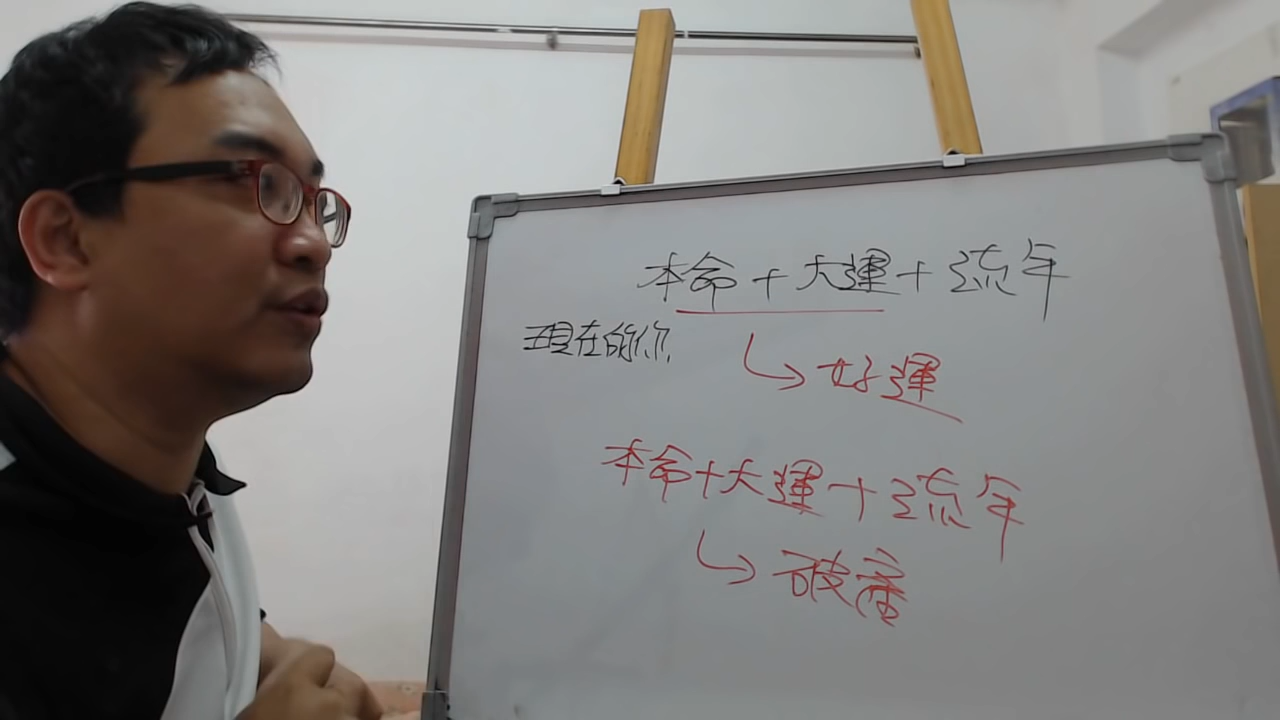 本命+大運+流年
現在的你
好運
本命+大運+流年
破產